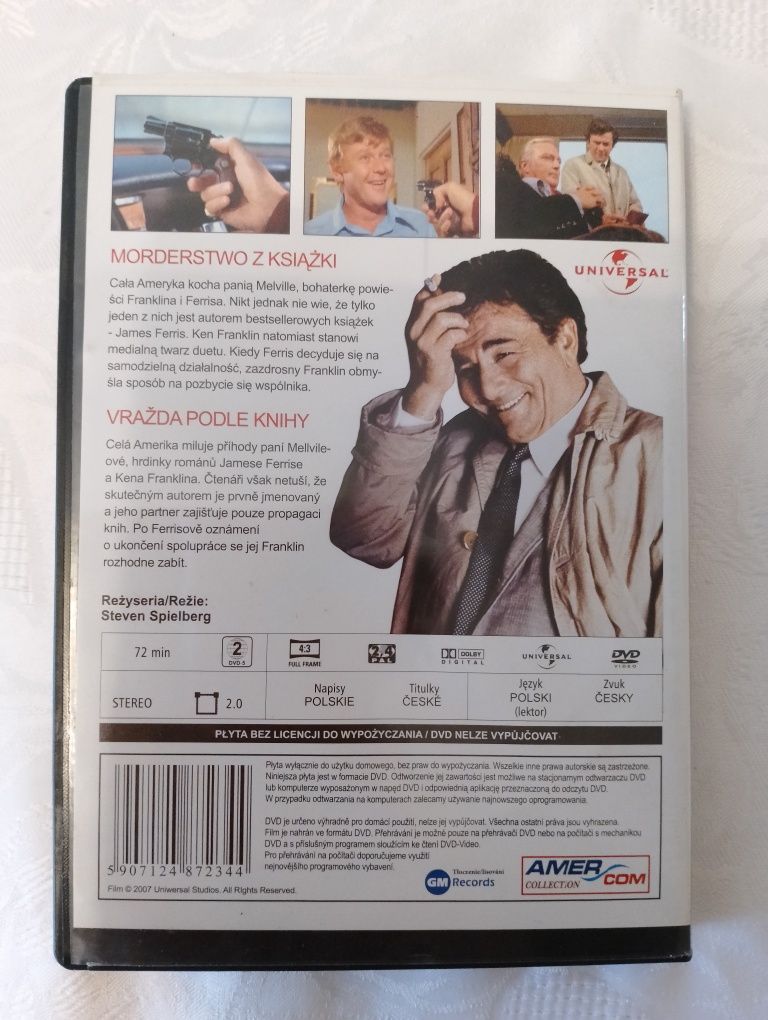 MORDERSTWO Z KSIĄŻKI
UNIVERSAL
Cała Ameryka kocha panią Melville, bohaterkę powie-
ści Franklina i Ferrisa. Nikt jednak nie wie, że tylko
jeden z nich jest autorem bestsellerowych książek
- James Ferris. Ken Franklin natomiast stanowi
medialną twarz duetu. Kiedy Ferris decyduje się na
samodzielną działalność, zazdrosny Franklin obmy-
śla sposób na pozbycie się wspólnika.
VRAŽDA PODLE KNIHY
Celá Amerika miluje příhody paní Mellvile-
ové, hrdinky románů Jamese Ferrise
a Kena Franklina. Čtenáři však netuší, že
skutečným autorem je prvně jmenovaný
a jeho partner zajišťuje pouze propagaci
knih. Po Ferrisově oznámení
o ukončení spolupráce se jej Franklin
rozhodne zabít.
Reżyseria/Režie:
Steven Spielberg
72 min
2
DVD 5
4:3
FULL FRAME
2,4
PAL
DOLBY
DIGITAL
UNIVERSAL
DVD
VIDEO
STEREO
2.0
Napisy
POLSKIE
Titulky
ČESKÉ
Język
POLSKI
(lektor)
Zvuk
ČESKY
PŁYTA BEZ LICENCJI DO WYPOŻYCZANIA / DVD NELZE VYPŮJČOVAT
Płyta wyłącznie do użytku domowego, bez praw do wypożyczania. Wszelkie inne prawa autorskie są zastrzeżone.
Niniejsza płyta jest w formacie DVD. Odtworzenie jej zawartości jest możliwe na stacjonarnym odtwarzaczu DVD
lub komputerze wyposażonym w napęd DVD i odpowiednią aplikację przeznaczoną do odczytu DVD.
W przypadku odtwarzania na komputerach zalecamy używanie najnowszego oprogramowania.
DVD je určeno výhradně pro domácí použití, nelze jej vypůjčovat. Všechna ostatní práva jsou vyhrazena.
Film je nahrán ve formátu DVD. Přehrávání je možné pouze na přehrávači DVD nebo na počítači s mechanikou
DVD a s příslušným programem sloužícím ke čtení DVD-Video.
Pro přehrávání na počítači doporučujeme využití
nejnovějšího programového vybavení.
5 907124 872344
Film © 2007 Universal Studios. All Rights Reserved.
Tłoczenie/lisování
GM Records
AMER COM
COLLECTION